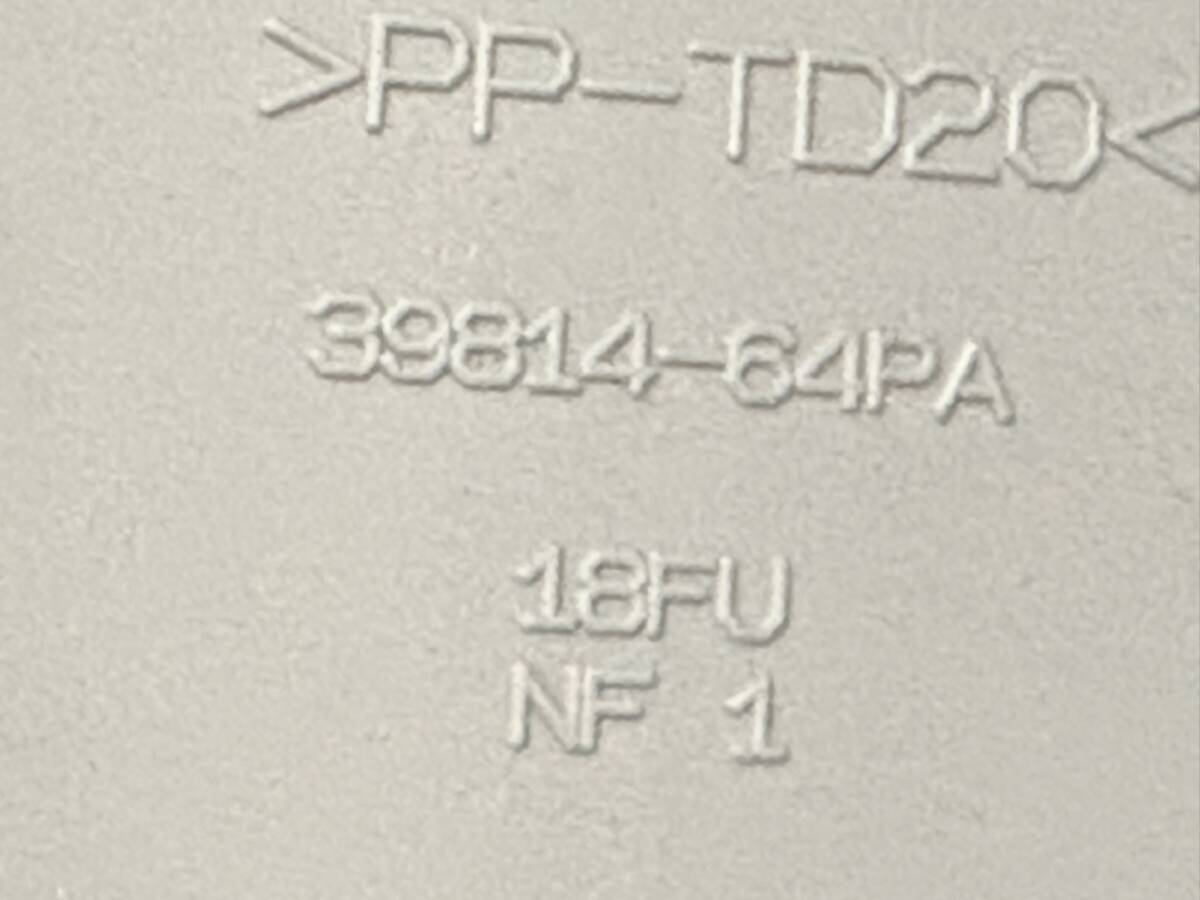 >PP-TD20<
39814-64PA
18FU
NF 1